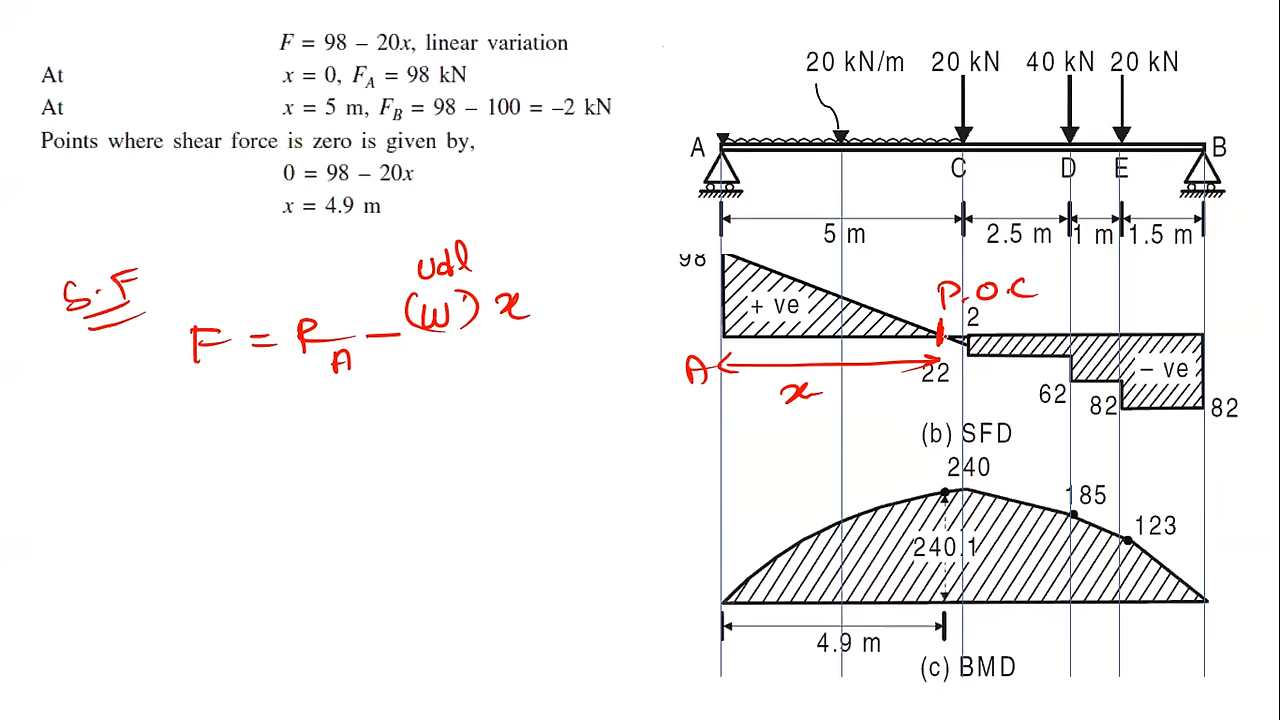 F = 98 – 20x, linear variation
At x = 0, F_A = 98 kN
At x = 5 m, F_B = 98 – 100 = –2 kN
Points where shear force is zero is given by,
0 = 98 – 20x
x = 4.9 m
S.F
udl
F = R_A – (W) x
20 kN/m 20 kN 40 kN 20 kN
A B
C D E
5 m 2.5 m 1 m 1.5 m
98
P.O.C
+ ve 2
A x 22 – ve
62 82 82
(b) SFD
240
185
123
240.1
4.9 m
(c) BMD